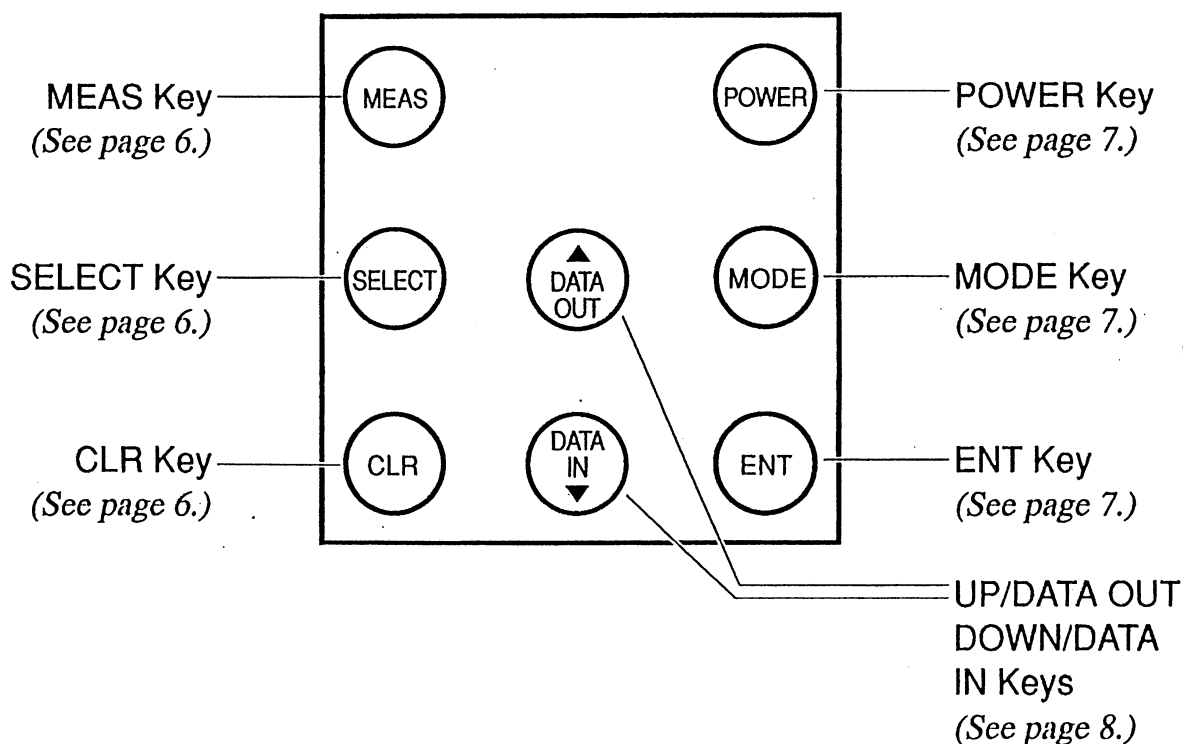 MEAS Key
(See page 6.)
SELECT Key
(See page 6.)
CLR Key
(See page 6.)
MEAS
POWER
SELECT
▲
DATA
OUT
MODE
CLR
DATA
IN
▼
ENT
POWER Key
(See page 7.)
MODE Key
(See page 7.)
ENT Key
(See page 7.)
UP/DATA OUT
DOWN/DATA
IN Keys
(See page 8.)